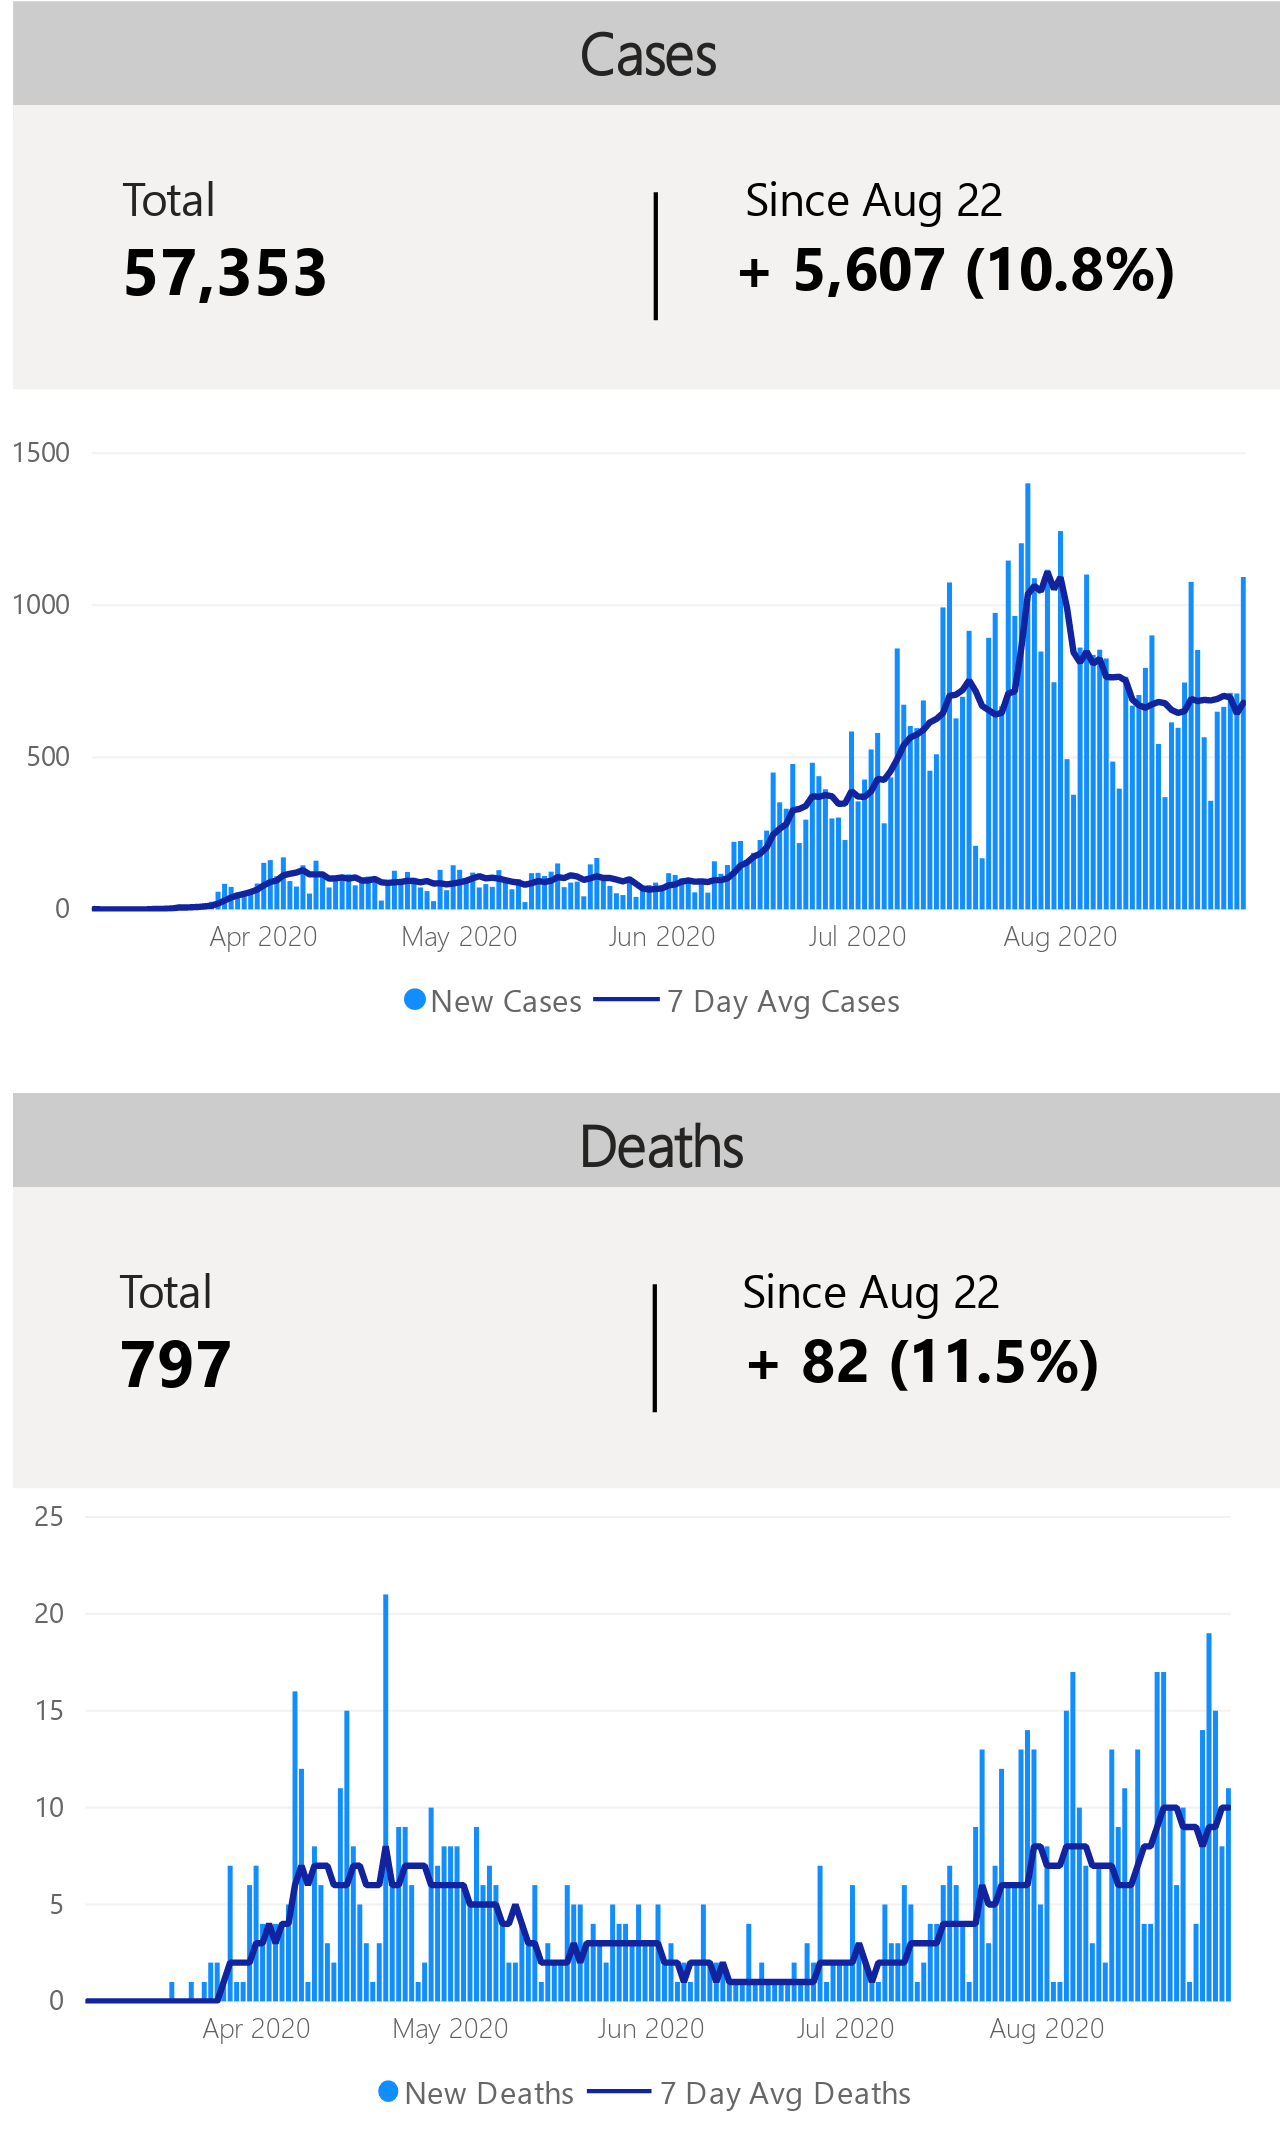 Cases
Total
Since Aug 22
57,353
+ 5,607 (10.8%)
1500
1000
500
0
Apr 2020
May 2020
Jun 2020
Jul 2020
Aug 2020
New Cases
7 Day Avg Cases
Deaths
Total
Since Aug 22
797
+ 82 (11.5%)
25
20
15
10
5
0
Apr 2020
May 2020
Jun 2020
Jul 2020
Aug 2020
New Deaths
7 Day Avg Deaths